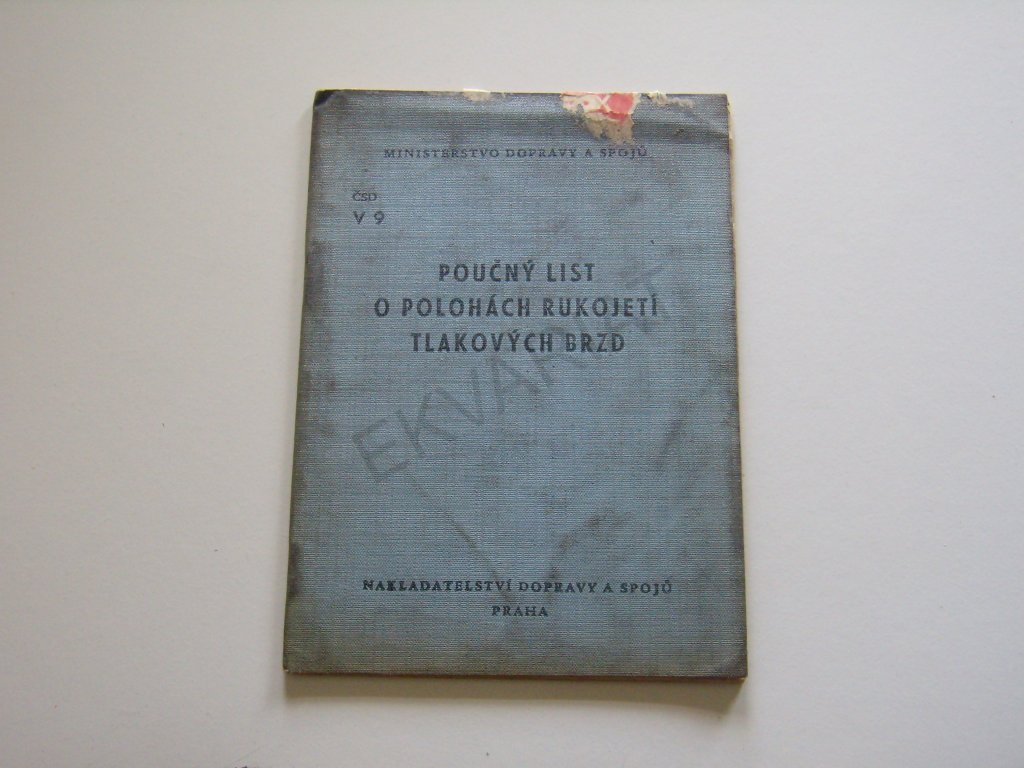 MINISTERSTVO DOPRAVY A SPOJŮ
ČSD
V 9
POUČNÝ LIST
O POLOHÁCH RUKOJETÍ
TLAKOVÝCH BRZD
NAKLADATELSTVÍ DOPRAVY A SPOJŮ
PRAHA